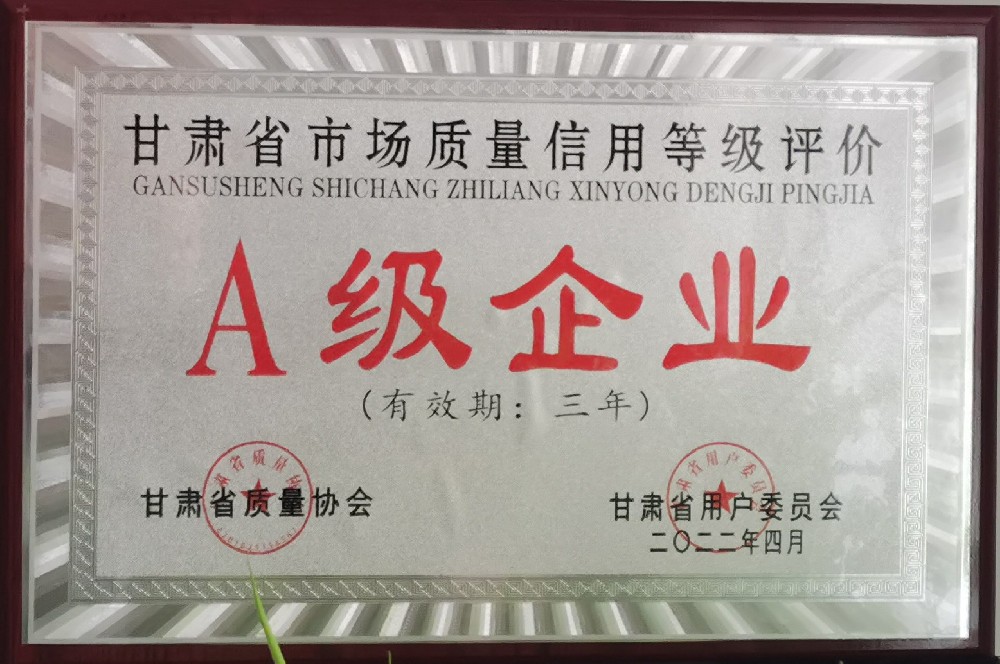 甘肃省市场质量信用等级评价
GANSUSHENG SHICHANG ZHILIANG XINYONG DENGJI PINGJIA
A级企业
(有效期：三年)
甘肃省质量协会
甘肃省用户委员会
二〇二二年四月